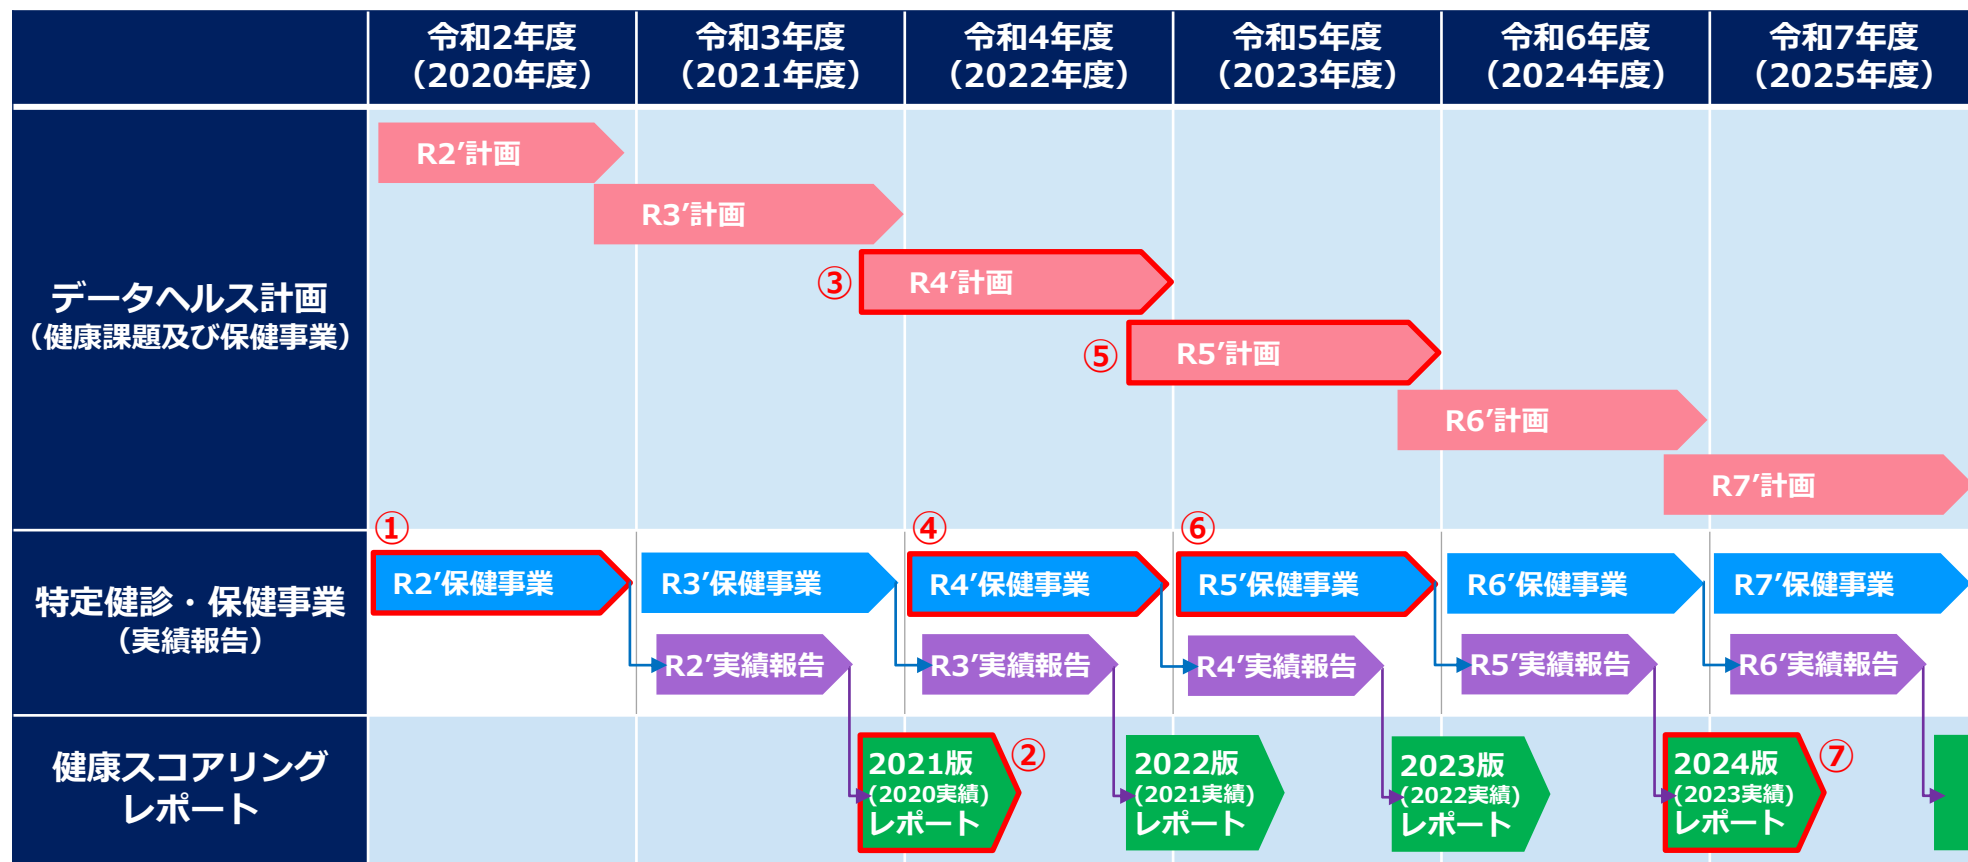 令和2年度
（2020年度）
令和3年度
（2021年度）
令和4年度
（2022年度）
令和5年度
（2023年度）
令和6年度
（2024年度）
令和7年度
（2025年度）
データヘルス計画
（健康課題及び保健事業）
R2′計画
R3′計画
③
R4′計画
⑤
R5′計画
R6′計画
R7′計画
特定健診・保健事業
（実績報告）
①
R2′保健事業
R3′保健事業
④
R4′保健事業
⑥
R5′保健事業
R6′保健事業
R7′保健事業
R2′実績報告
R3′実績報告
R4′実績報告
R5′実績報告
R6′実績報告
健康スコアリング
レポート
2021版
(2020実績)
レポート
②
2022版
(2021実績)
レポート
2023版
(2022実績)
レポート
2024版
(2023実績)
レポート
⑦